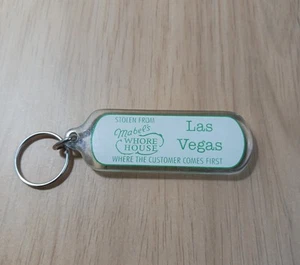 STOLEN FROM
Mabel's
WHORE
HOUSE
Las
Vegas
WHERE THE CUSTOMER COMES FIRST